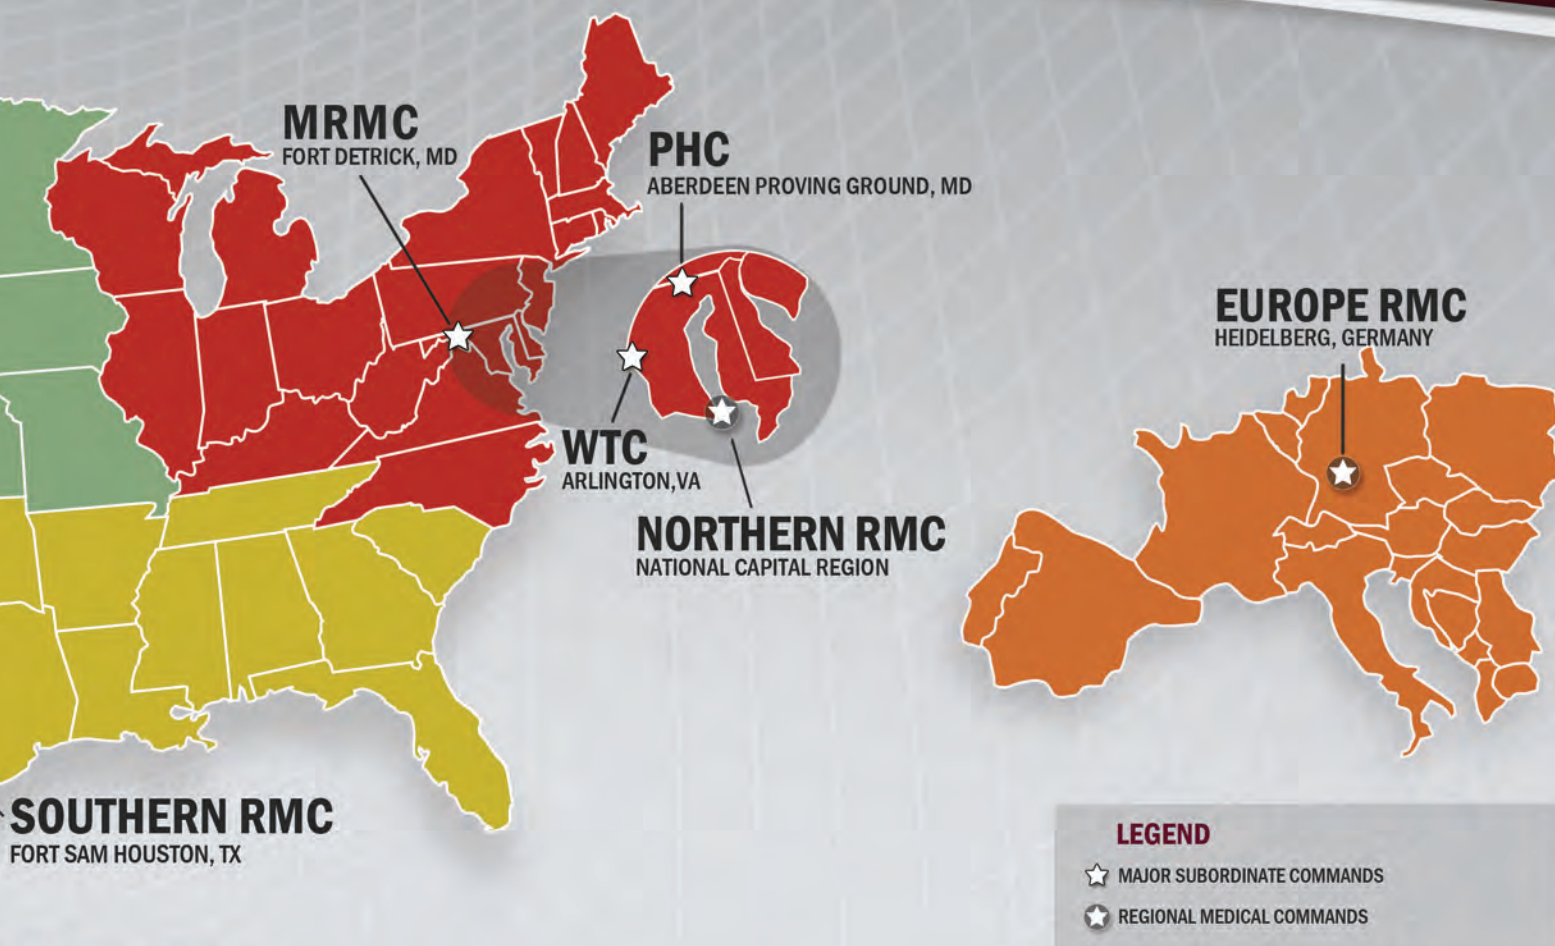 MRMC
FORT DETRICK, MD
PHC
ABERDEEN PROVING GROUND, MD
EUROPE RMC
HEIDELBERG, GERMANY
WTC
ARLINGTON,VA
NORTHERN RMC
NATIONAL CAPITAL REGION
SOUTHERN RMC
FORT SAM HOUSTON, TX
LEGEND
MAJOR SUBORDINATE COMMANDS
REGIONAL MEDICAL COMMANDS